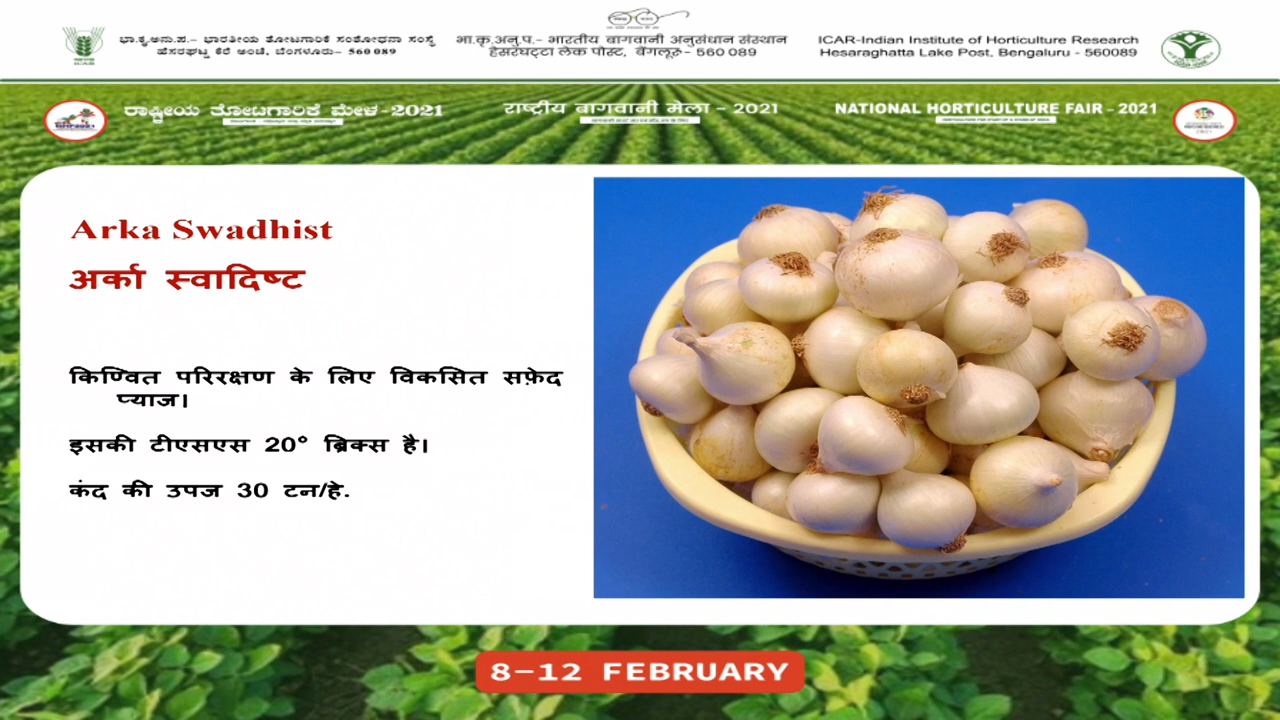 ಭಾ.ಕೃ.ಅನು.ಪ.- ಭಾರತೀಯ ತೋಟಗಾರಿಕೆ ಸಂಶೋಧನಾ ಸಂಸ್ಥೆ
ಹೆಸರಘಟ್ಟ ಕೆರೆ ಅಂಚೆ, ಬೆಂಗಳೂರು- 560 089
भा.कृ.अनु.प.- भारतीय बागवानी अनुसंधान संस्थान
हेसरघट्टा लेक पोस्ट, बेंगलूरू- 560 089
ICAR-Indian Institute of Horticulture Research
Hesaraghatta Lake Post, Bengaluru - 560089
ICAR
ರಾಷ್ಟ್ರೀಯ ತೋಟಗಾರಿಕೆ ಮೇಳ-2021
राष्ट्रीय बागवानी मेला - 2021
NATIONAL HORTICULTURE FAIR - 2021
Arka Swadhist
अर्का स्वादिष्ट
किण्वित परिरक्षण के लिए विकसित सफ़ेद
प्याज।
इसकी टीएसएस 20° ब्रिक्स है।
कंद की उपज 30 टन/हे.
8–12 FEBRUARY